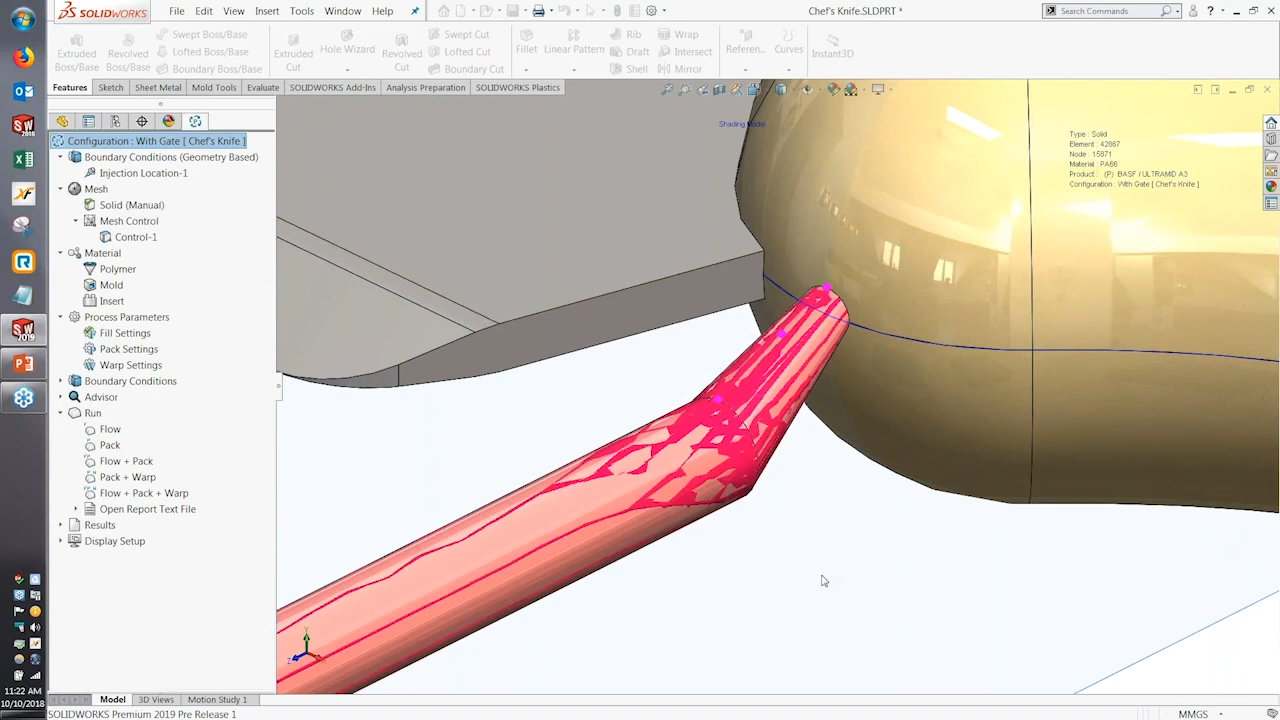 SOLIDWORKS File Edit View Insert Tools Window Help Chef's Knife.SLDPRT * Search Commands
Extruded Boss/Base
Revolved Boss/Base
Swept Boss/Base
Lofted Boss/Base
Boundary Boss/Base
Extruded Cut
Hole Wizard
Revolved Cut
Swept Cut
Lofted Cut
Boundary Cut
Fillet
Linear Pattern
Rib
Draft
Shell
Wrap
Intersect
Mirror
Referen...
Curves
Instant3D
Features Sketch Sheet Metal Mold Tools Evaluate SOLIDWORKS Add-Ins Analysis Preparation SOLIDWORKS Plastics
Configuration : With Gate [ Chef's Knife ]
Boundary Conditions (Geometry Based)
Injection Location-1
Mesh
Solid (Manual)
Mesh Control
Control-1
Material
Polymer
Mold
Insert
Process Parameters
Fill Settings
Pack Settings
Warp Settings
Boundary Conditions
Advisor
Run
Flow
Pack
Flow + Pack
Pack + Warp
Flow + Pack + Warp
Open Report Text File
Results
Display Setup
Shading Model
Type : Solid
Element : 42867
Node : 15871
Material : PA66
Product : (P) BASF / ULTRAMID A3
Configuration : With Gate [ Chef's Knife ]
Model 3D Views Motion Study 1
SOLIDWORKS Premium 2019 Pre Release 1
MMGS
11:22 AM
10/10/2018